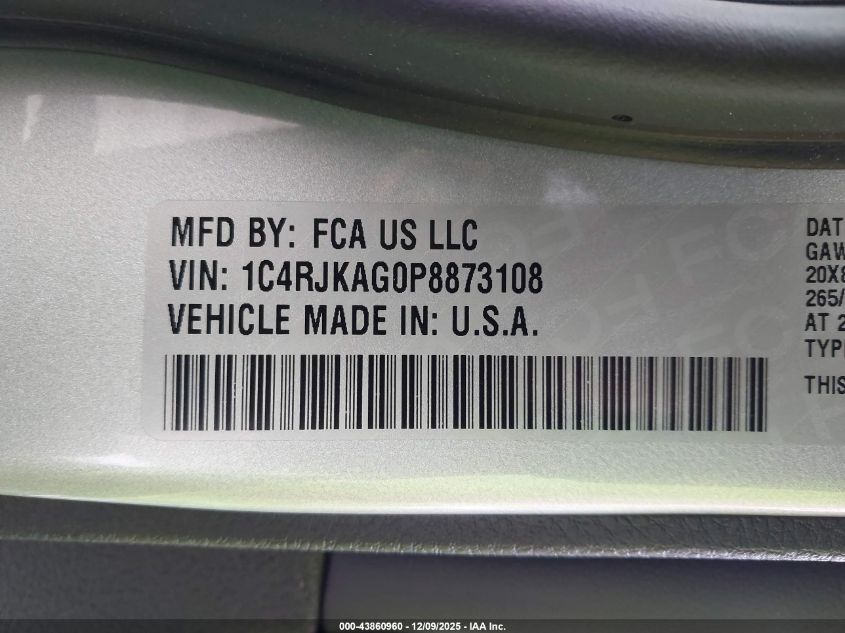 MFD BY: FCA US LLC
VIN: 1C4RJKAG0P8873108
VEHICLE MADE IN: U.S.A.
DAT
GAW
20X8
265/
AT 2
TYP
THIS
000-43860960 - 12/09/2025 - IAA Inc.